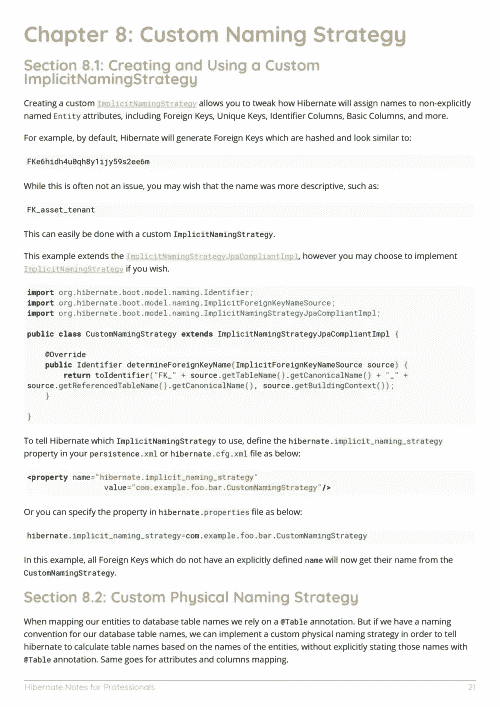 Chapter 8: Custom Naming Strategy
Section 8.1: Creating and Using a Custom
ImplicitNamingStrategy
Creating a custom ImplicitNamingStrategy allows you to tweak how Hibernate will assign names to non-explicitly
named Entity attributes, including Foreign Keys, Unique Keys, Identifier Columns, Basic Columns, and more.
For example, by default, Hibernate will generate Foreign Keys which are hashed and look similar to:
FKe6hidh4u0qh8y1ijy59s2ee6m
While this is often not an issue, you may wish that the name was more descriptive, such as:
FK_asset_tenant
This can easily be done with a custom ImplicitNamingStrategy.
This example extends the ImplicitNamingStrategyJpaCompliantImpl, however you may choose to implement
ImplicitNamingStrategy if you wish.
import org.hibernate.boot.model.naming.Identifier;
import org.hibernate.boot.model.naming.ImplicitForeignKeyNameSource;
import org.hibernate.boot.model.naming.ImplicitNamingStrategyJpaCompliantImpl;
public class CustomNamingStrategy extends ImplicitNamingStrategyJpaCompliantImpl {
@Override
public Identifier determineForeignKeyName(ImplicitForeignKeyNameSource source) {
return toIdentifier("FK_" + source.getTableName().getCanonicalName() + "_" +
source.getReferencedTableName().getCanonicalName(), source.getBuildingContext());
}
}
To tell Hibernate which ImplicitNamingStrategy to use, define the hibernate.implicit_naming_strategy
property in your persistence.xml or hibernate.cfg.xml file as below:
<property name="hibernate.implicit_naming_strategy"
value="com.example.foo.bar.CustomNamingStrategy"/>
Or you can specify the property in hibernate.properties file as below:
hibernate.implicit_naming_strategy=com.example.foo.bar.CustomNamingStrategy
In this example, all Foreign Keys which do not have an explicitly defined name will now get their name from the
CustomNamingStrategy.
Section 8.2: Custom Physical Naming Strategy
When mapping our entities to database table names we rely on a @Table annotation. But if we have a naming
convention for our database table names, we can implement a custom physical naming strategy in order to tell
hibernate to calculate table names based on the names of the entities, without explicitly stating those names with
@Table annotation. Same goes for attributes and columns mapping.
Hibernate Notes for Professionals
21